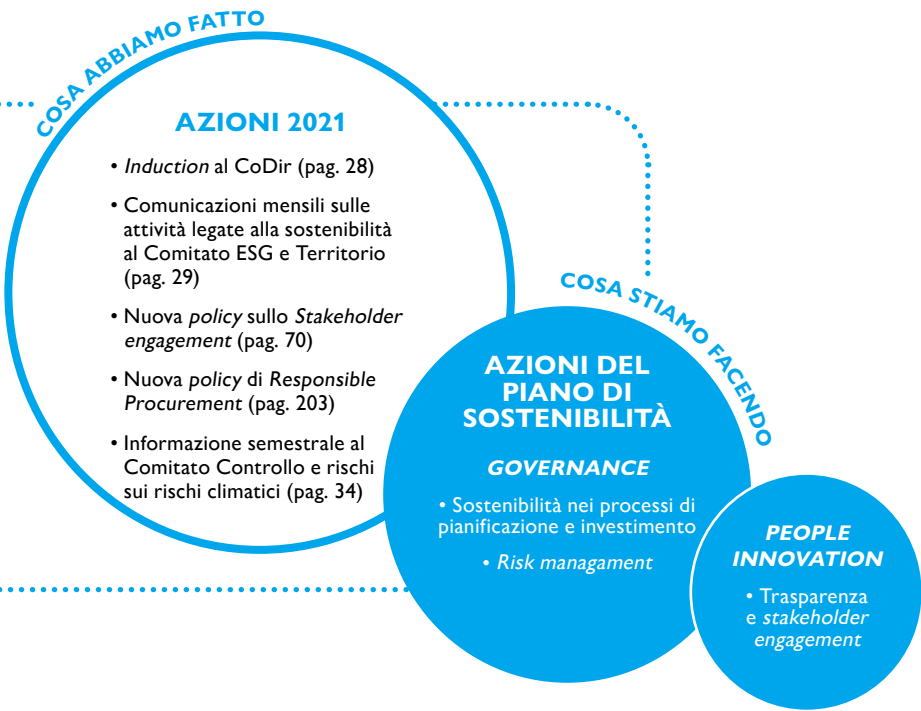 COSA ABBIAMO FATTO
AZIONI 2021
• Induction al CoDir (pag. 28)
• Comunicazioni mensili sulle
attività legate alla sostenibilità
al Comitato ESG e Territorio
(pag. 29)
• Nuova policy sullo Stakeholder
engagement (pag. 70)
• Nuova policy di Responsible
Procurement (pag. 203)
• Informazione semestrale al
Comitato Controllo e rischi
sui rischi climatici (pag. 34)
COSA STIAMO FACENDO
AZIONI DEL
PIANO DI
SOSTENIBILITÀ
GOVERNANCE
• Sostenibilità nei processi di
pianificazione e investimento
• Risk managament
PEOPLE
INNOVATION
• Trasparenza
e stakeholder
engagement